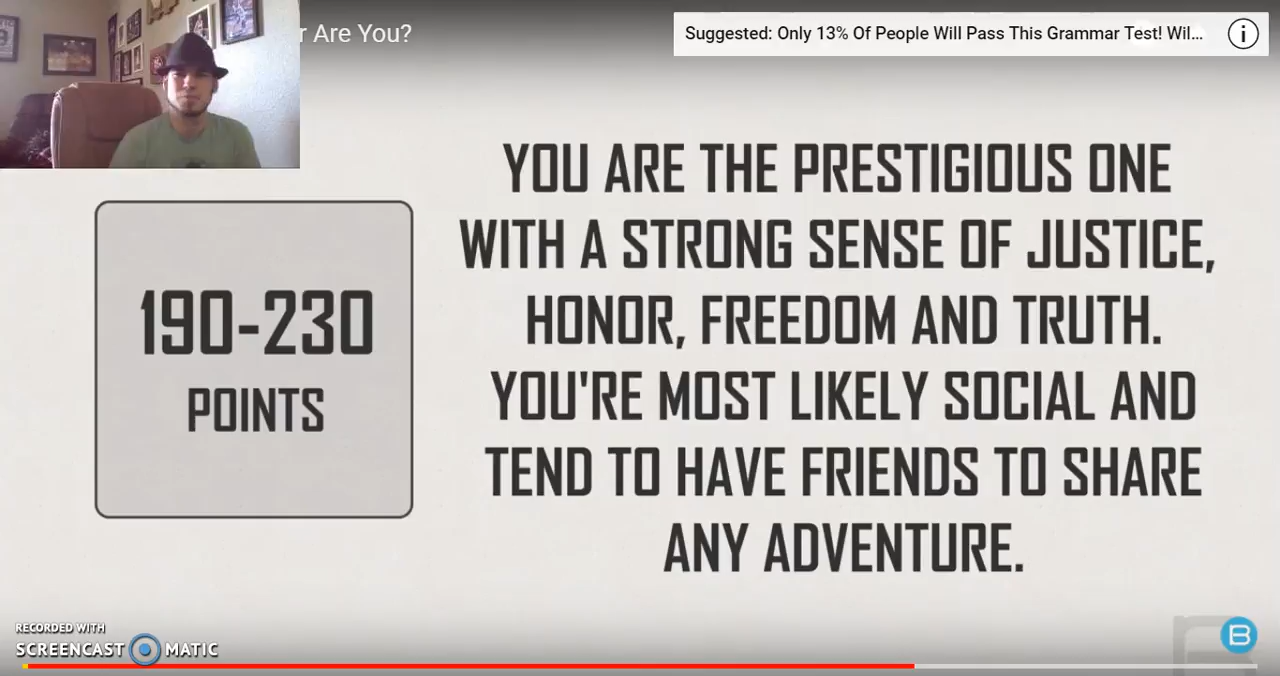 r Are You?
Suggested: Only 13% Of People Will Pass This Grammar Test! Wil...
i
YOU ARE THE PRESTIGIOUS ONE
WITH A STRONG SENSE OF JUSTICE,
HONOR, FREEDOM AND TRUTH.
YOU'RE MOST LIKELY SOCIAL AND
TEND TO HAVE FRIENDS TO SHARE
ANY ADVENTURE.
190-230
POINTS
RECORDED WITH
SCREENCAST MATIC
B